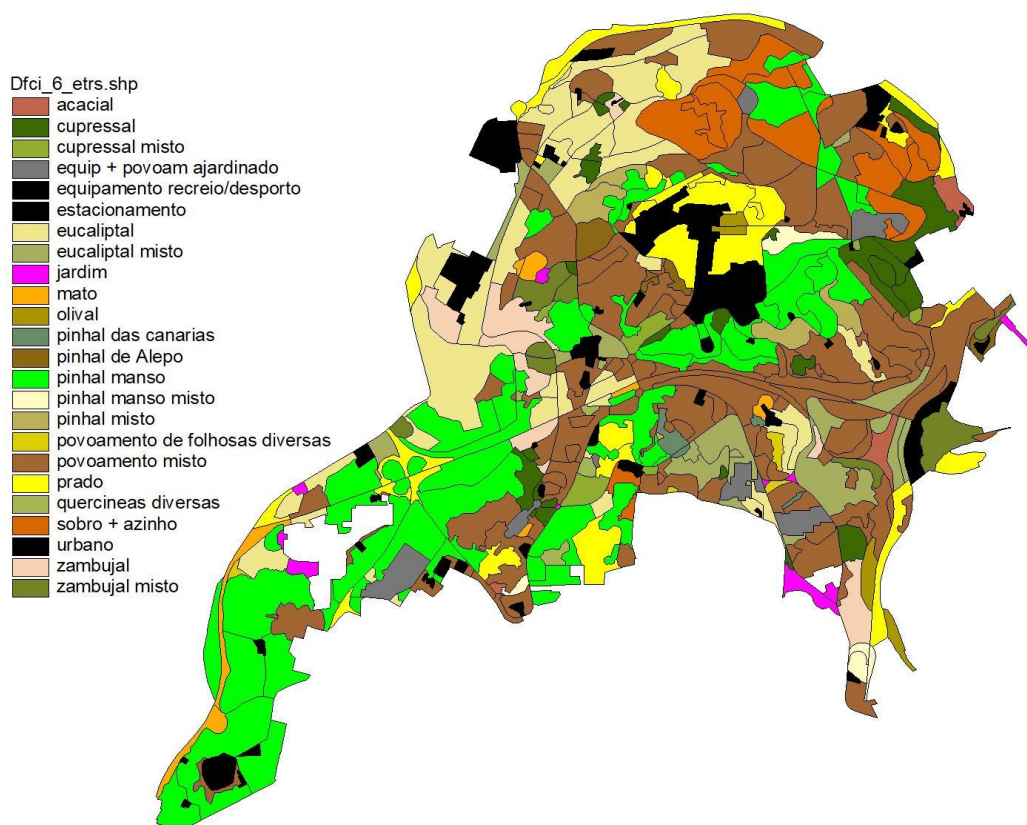 Dfci_6_etrs.shp
acacial
cupressal
cupressal misto
equip + povoam ajardinado
equipamento recreio/desporto
estacionamento
eucaliptal
eucaliptal misto
jardim
mato
olival
pinhal das canarias
pinhal de Alepo
pinhal manso
pinhal manso misto
pinhal misto
povoamento de folhosas diversas
povoamento misto
prado
quercineas diversas
sobro + azinho
urbano
zambujal
zambujal misto